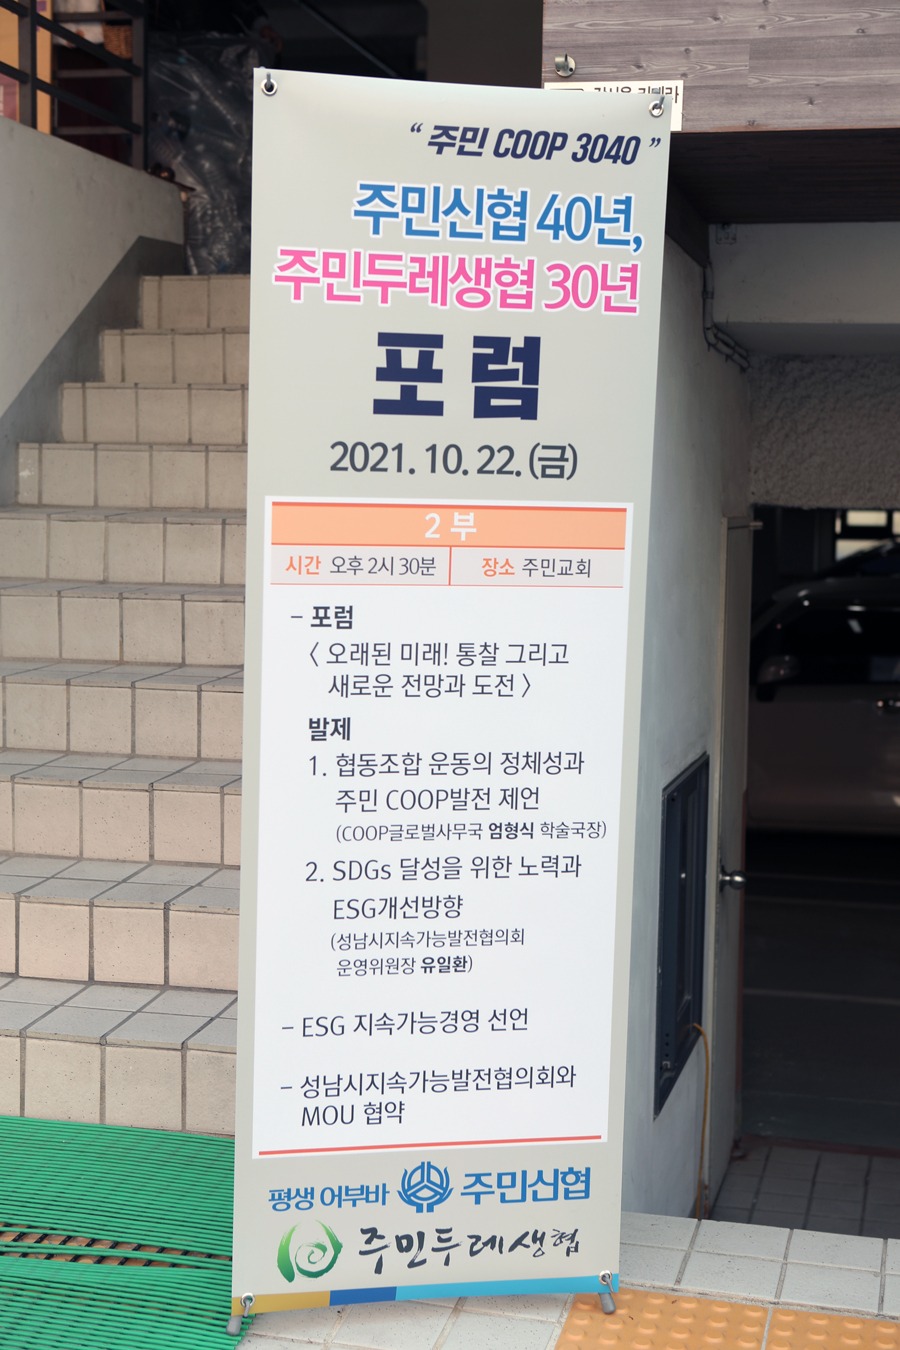 “ 주민 COOP 3040 ”
주민신협 40년,
주민두레생협 30년
포럼
2021. 10. 22. (금)
2부
시간 오후 2시 30분 장소 주민교회
- 포럼
〈 오래된 미래! 통찰 그리고
새로운 전망과 도전 〉
발제
1. 협동조합 운동의 정체성과
주민 COOP발전 제언
(COOP글로벌사무국 엄형식 학술국장)
2. SDGs 달성을 위한 노력과
ESG개선방향
(성남시지속가능발전협의회
운영위원장 유일환)
- ESG 지속가능경영 선언
- 성남시지속가능발전협의회와
MOU 협약
평생 어부바 주민신협
주민두레생협